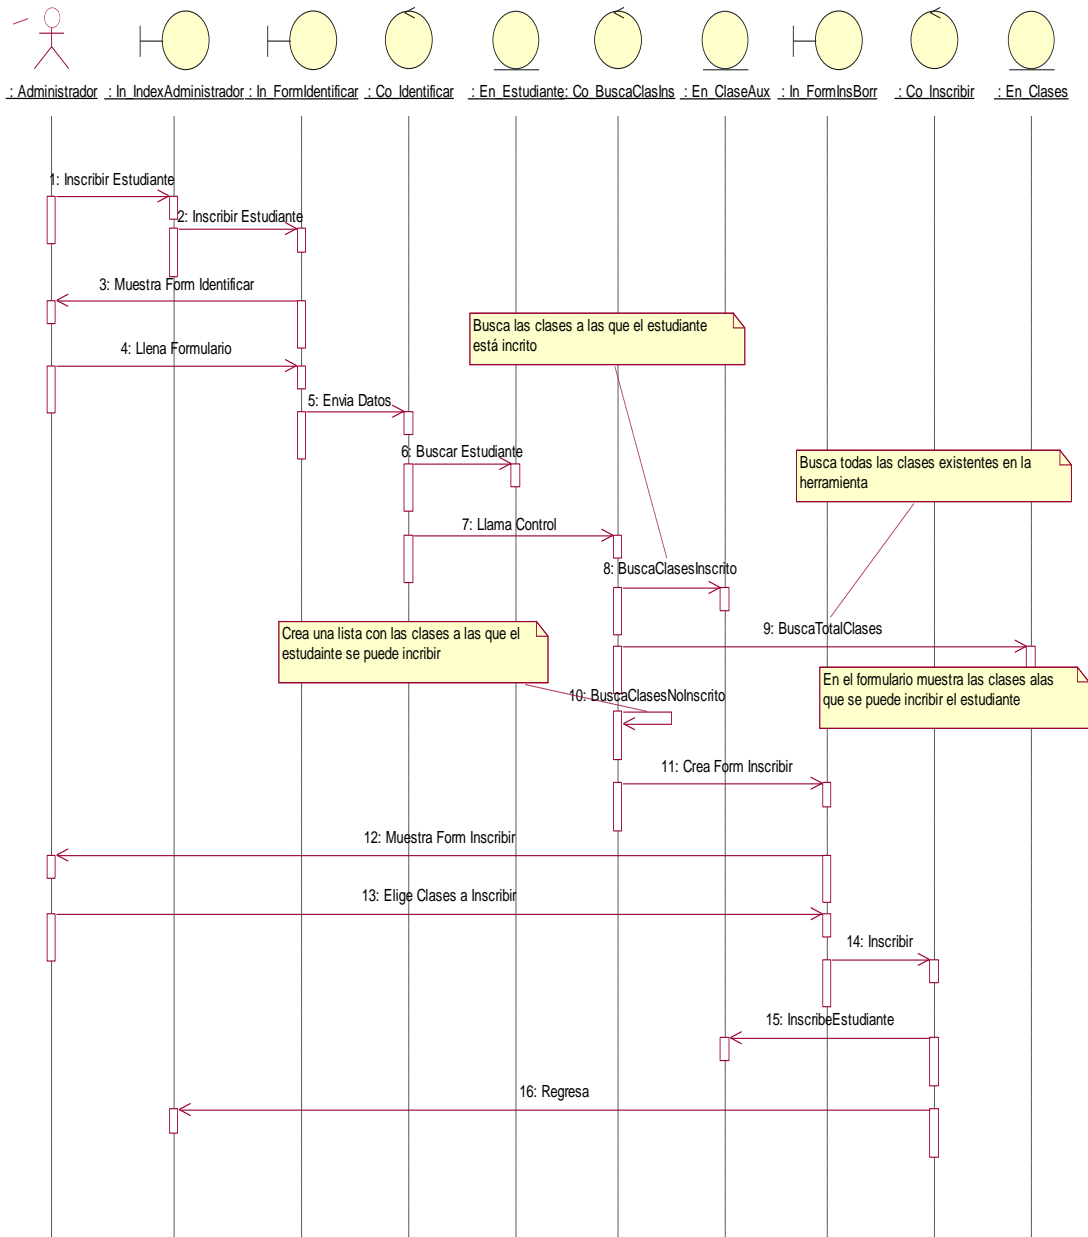 : Administrador
: In_IndexAdministrador
: In_FormIdentificar
: Co_Identificar
: En_Estudiante
: Co_BuscaClasIns
: En_ClaseAux
: In_FormInsBorr
: Co_Inscribir
: En_Clases
1: Inscribir Estudiante
2: Inscribir Estudiante
3: Muestra Form Identificar
Busca las clases a las que el estudiante
está incrito
4: Llena Formulario
5: Envia Datos
6: Buscar Estudiante
Busca todas las clases existentes en la
herramienta
7: Llama Control
8: BuscaClasesInscrito
9: BuscaTotalClases
Crea una lista con las clases a las que el
estudainte se puede incribir
En el formulario muestra las clases alas
que se puede incribir el estudiante
10: BuscaClasesNoInscrito
11: Crea Form Inscribir
12: Muestra Form Inscribir
13: Elige Clases a Inscribir
14: Inscribir
15: InscribeEstudiante
16: Regresa